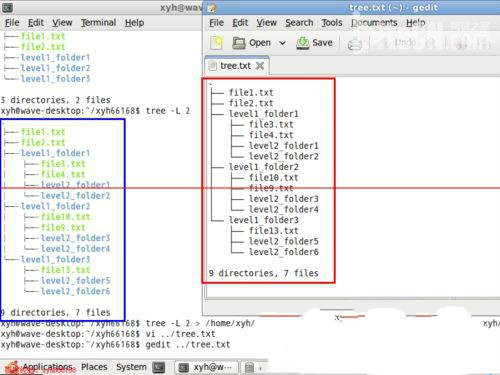 xyh@wave
File Edit View Terminal Help
file1.txt
file2.txt
level1_folder1
level1_folder2
level1_folder3
3 directories, 2 files
xyh@wave-desktop:~/xyh66168$ tree -L 2
.
file1.txt
file2.txt
level1_folder1
file3.txt
file4.txt
level2_folder1
level2_folder2
level1_folder2
file10.txt
file9.txt
level2_folder3
level2_folder4
level1_folder3
file13.txt
level2_folder5
level2_folder6
9 directories, 7 files
xyh@wave-desktop:~/xyh66168$ tree -L 2 > /home/xyh/
xyh@wave-desktop:~/xyh66168$ vi ../tree.txt
xyh@wave-desktop:~/xyh66168$ gedit ../tree.txt
tree.txt (~) - gedit
File Edit View Search Tools Documents Help
Open Save Undo
tree.txt
.
file1.txt
file2.txt
level1_folder1
file3.txt
file4.txt
level2_folder1
level2_folder2
level1_folder2
file10.txt
file9.txt
level2_folder3
level2_folder4
level1_folder3
file13.txt
level2_folder5
level2_folder6
9 directories, 7 files
xyh
Applications Places System
xyh@w...
tree.txt